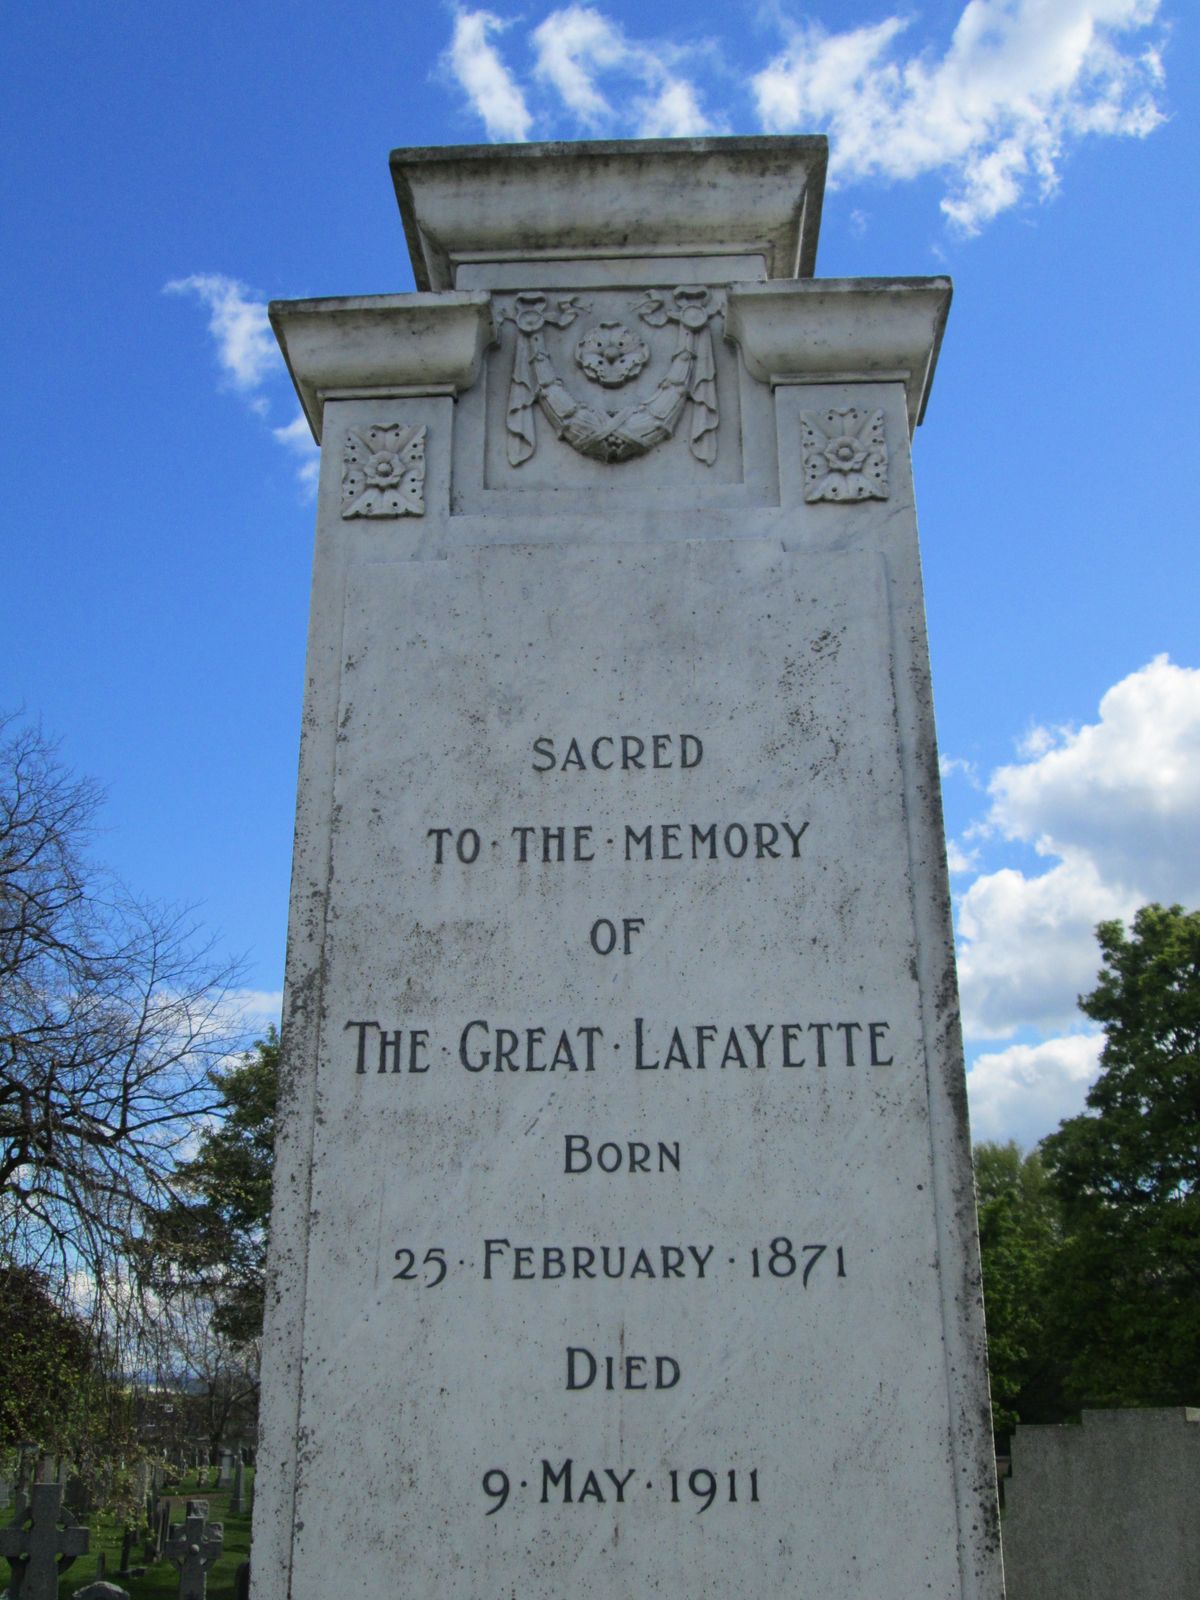 SACRED
TO·THE·MEMORY
OF
THE·GREAT·LAFAYETTE
BORN
25·FEBRUARY·1871
DIED
9·MAY·1911